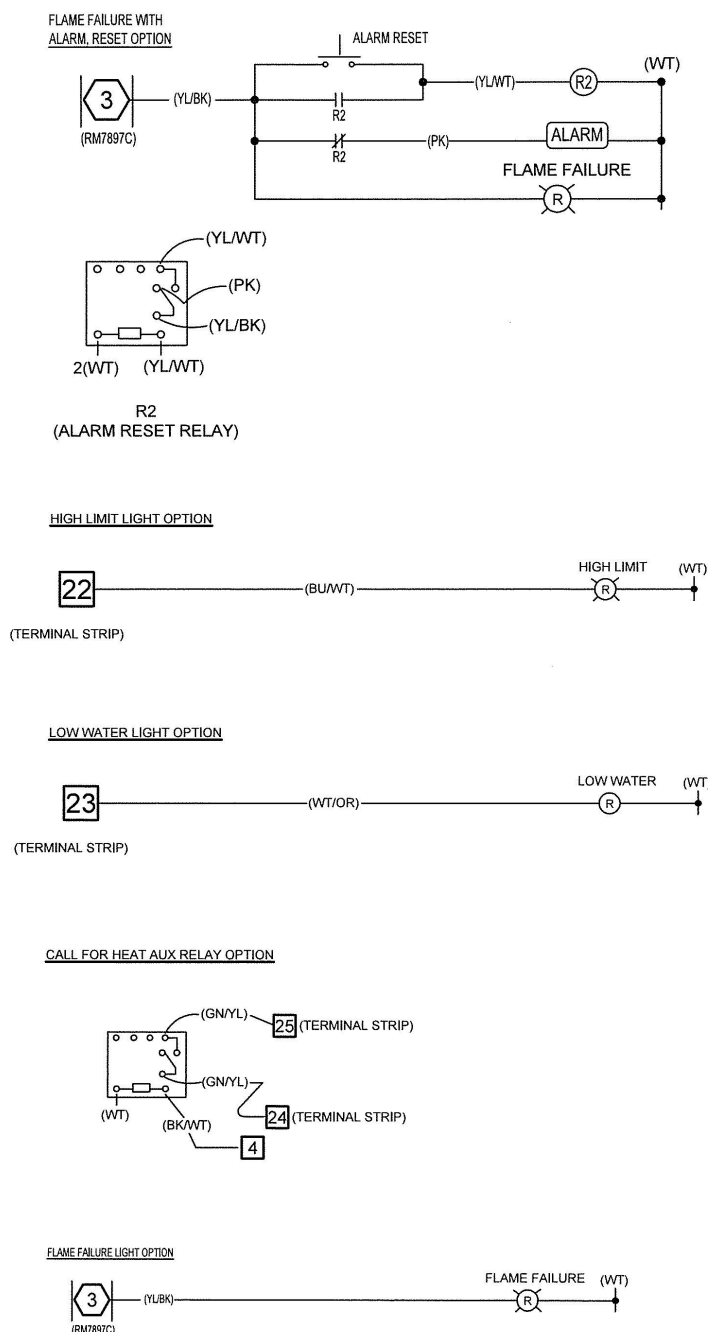 FLAME FAILURE WITH
ALARM, RESET OPTION
ALARM RESET
(WT)
3
(YL/BK)
(YL/WT)
R2
R2
(RM7897C)
(PK)
ALARM
R2
FLAME FAILURE
R
(YL/WT)
(PK)
(YL/BK)
2(WT)
(YL/WT)
R2
(ALARM RESET RELAY)
HIGH LIMIT LIGHT OPTION
HIGH LIMIT
(WT)
22
(BU/WT)
R
(TERMINAL STRIP)
LOW WATER LIGHT OPTION
LOW WATER
(WT
23
(WT/OR)
R
(TERMINAL STRIP)
CALL FOR HEAT AUX RELAY OPTION
(GN/YL)
25 (TERMINAL STRIP)
(GN/YL)
(WT)
(BK/WT)
24 (TERMINAL STRIP)
4
FLAME FAILURE LIGHT OPTION
FLAME FAILURE
(WT)
3
(YL/BK)
R
(RM7897C)